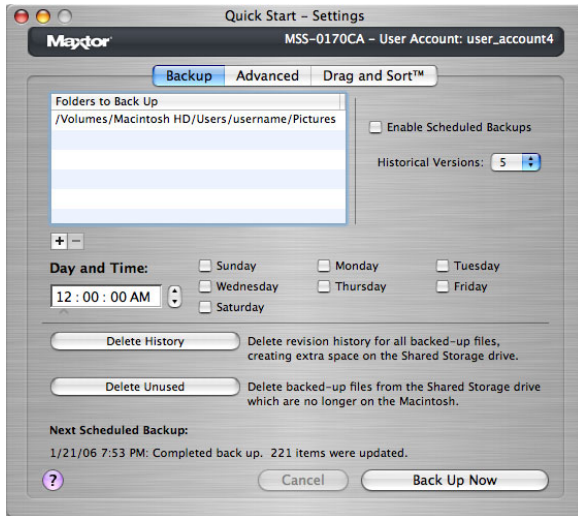 Quick Start – Settings
Maxtor
MSS-0170CA – User Account: user_account4
Backup Advanced Drag and Sort™
Folders to Back Up
/Volumes/Macintosh HD/Users/username/Pictures
Enable Scheduled Backups
Historical Versions: 5
+ −
Day and Time:
Sunday Monday Tuesday
12 : 00 : 00 AM
Wednesday Thursday Friday
Saturday
Delete History
Delete revision history for all backed-up files,
creating extra space on the Shared Storage drive.
Delete Unused
Delete backed-up files from the Shared Storage drive
which are no longer on the Macintosh.
Next Scheduled Backup:
1/21/06 7:53 PM: Completed back up. 221 items were updated.
? Cancel Back Up Now